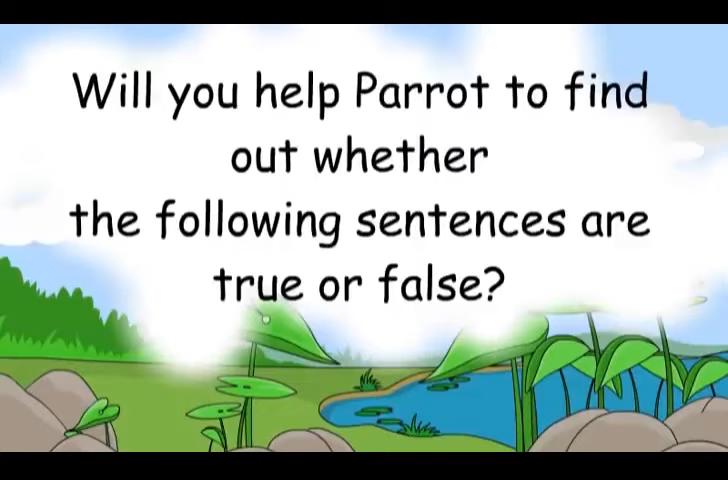 Will you help Parrot to find
out whether
the following sentences are
true or false?